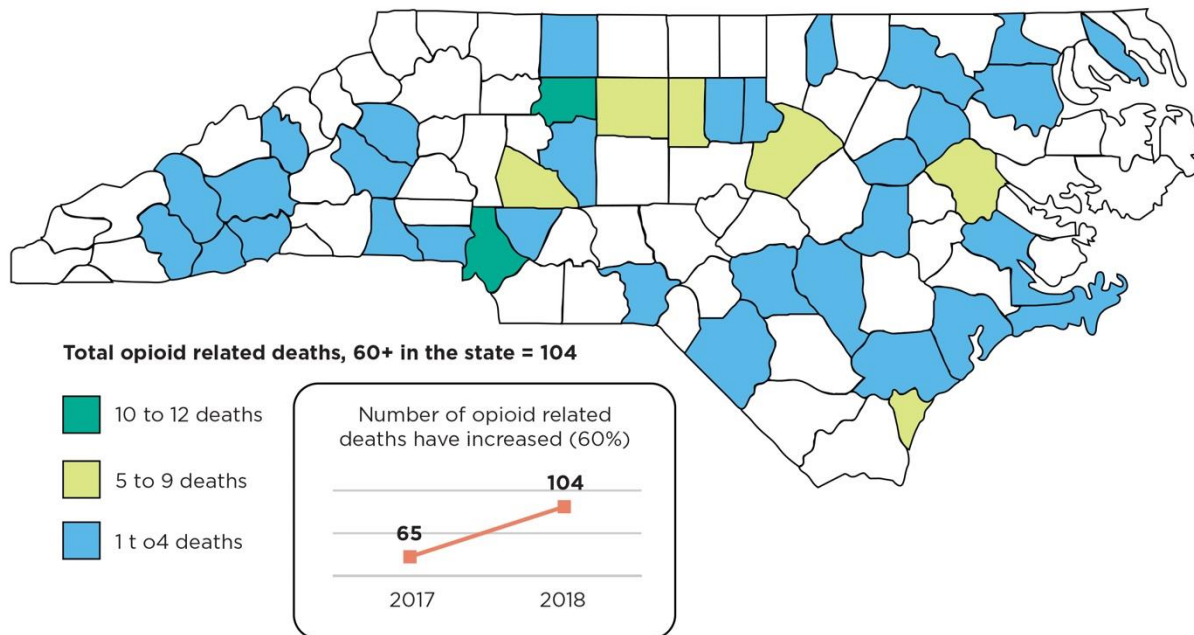 Total opioid related deaths, 60+ in the state = 104
10 to 12 deaths
5 to 9 deaths
1 t o4 deaths
Number of opioid related
deaths have increased (60%)
104
65
2017 2018